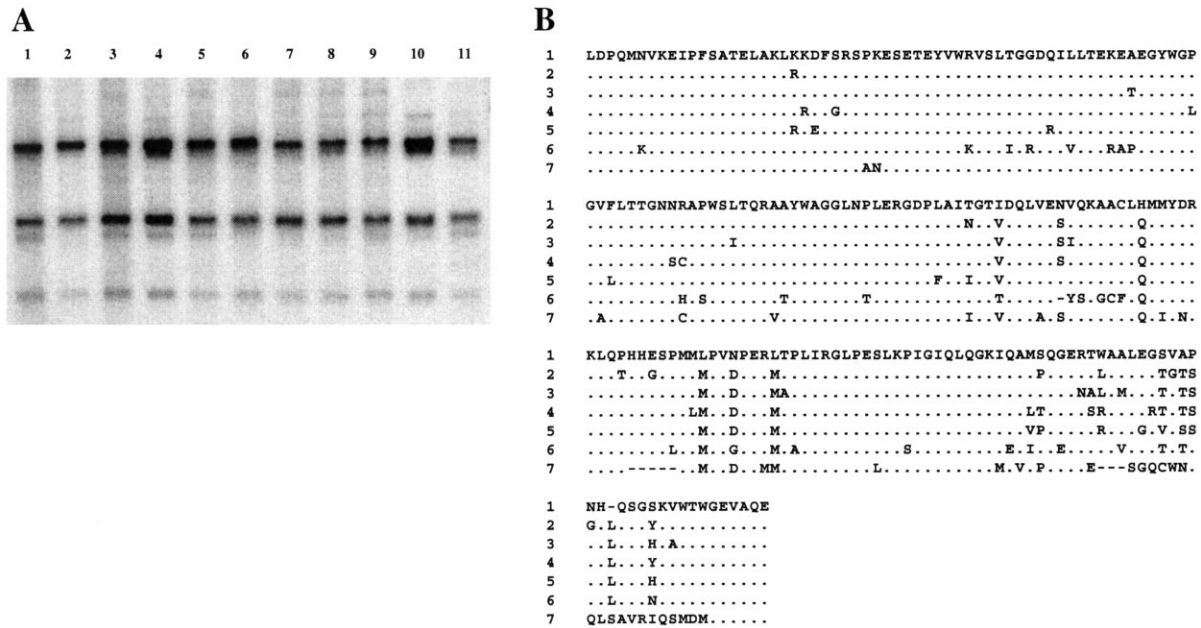 A
1 2 3 4 5 6 7 8 9 10 11
B
1 LDPQMNVKEIPFSATELAKLKKDFSRSPKESETEYVWRVSLTGGDQILLTEKEAEGYWGP
2 ....................R.......................................
3 .....................................................T......
4 .....................R..G..................................L
5 ....................R.E......................Q..............
6 .....K...............................K...I.R...V...RAP......
7 ...........................AN...............................
1 GVFLTTGNNRAPWSLTQRAAYWAGGLNPLERGDPLAITGTIDQLVENVQKAACLHMMYDR
2 .....................................N..V.....S.......Q.....
3 ..............I.........................V.....SI......Q.....
4 ........SC..............................V.....S.......Q.....
5 ..L...............................F..I..V.............Q.....
6 .........H.S.......T.......T............T.....-YS.GCF.Q.....
7 .A.......C........V..................I..V...A.S.......Q.I.N.
1 KLQPHHESPMMLPVNPERLTPLIRGLPESLKPIGIQLQGKIQAMSQGERTWAALEGSVAP
2 ...T..G....M..D...M.........................P.....L.....TGTS
3 ...........M..D...MA............................NAL.M...T.TS
4 ..........LM..D...M........................LT....SR....RT.TS
5 ...........M..D...M........................VP.....R...G.V.SS
6 ........L..M..G...M.A..........S.........E.I..E.....V...T.T.
7 ....-----..M..D..MM.........L...........M.V.P....E---SGQCWN.
1 NH-QSGSKVWTWGEVAQE
2 G.L...Y...........
3 ..L...H.A.........
4 ..L...Y...........
5 ..L...H...........
6 ..L...N...........
7 QLSAVRIQSMDM......